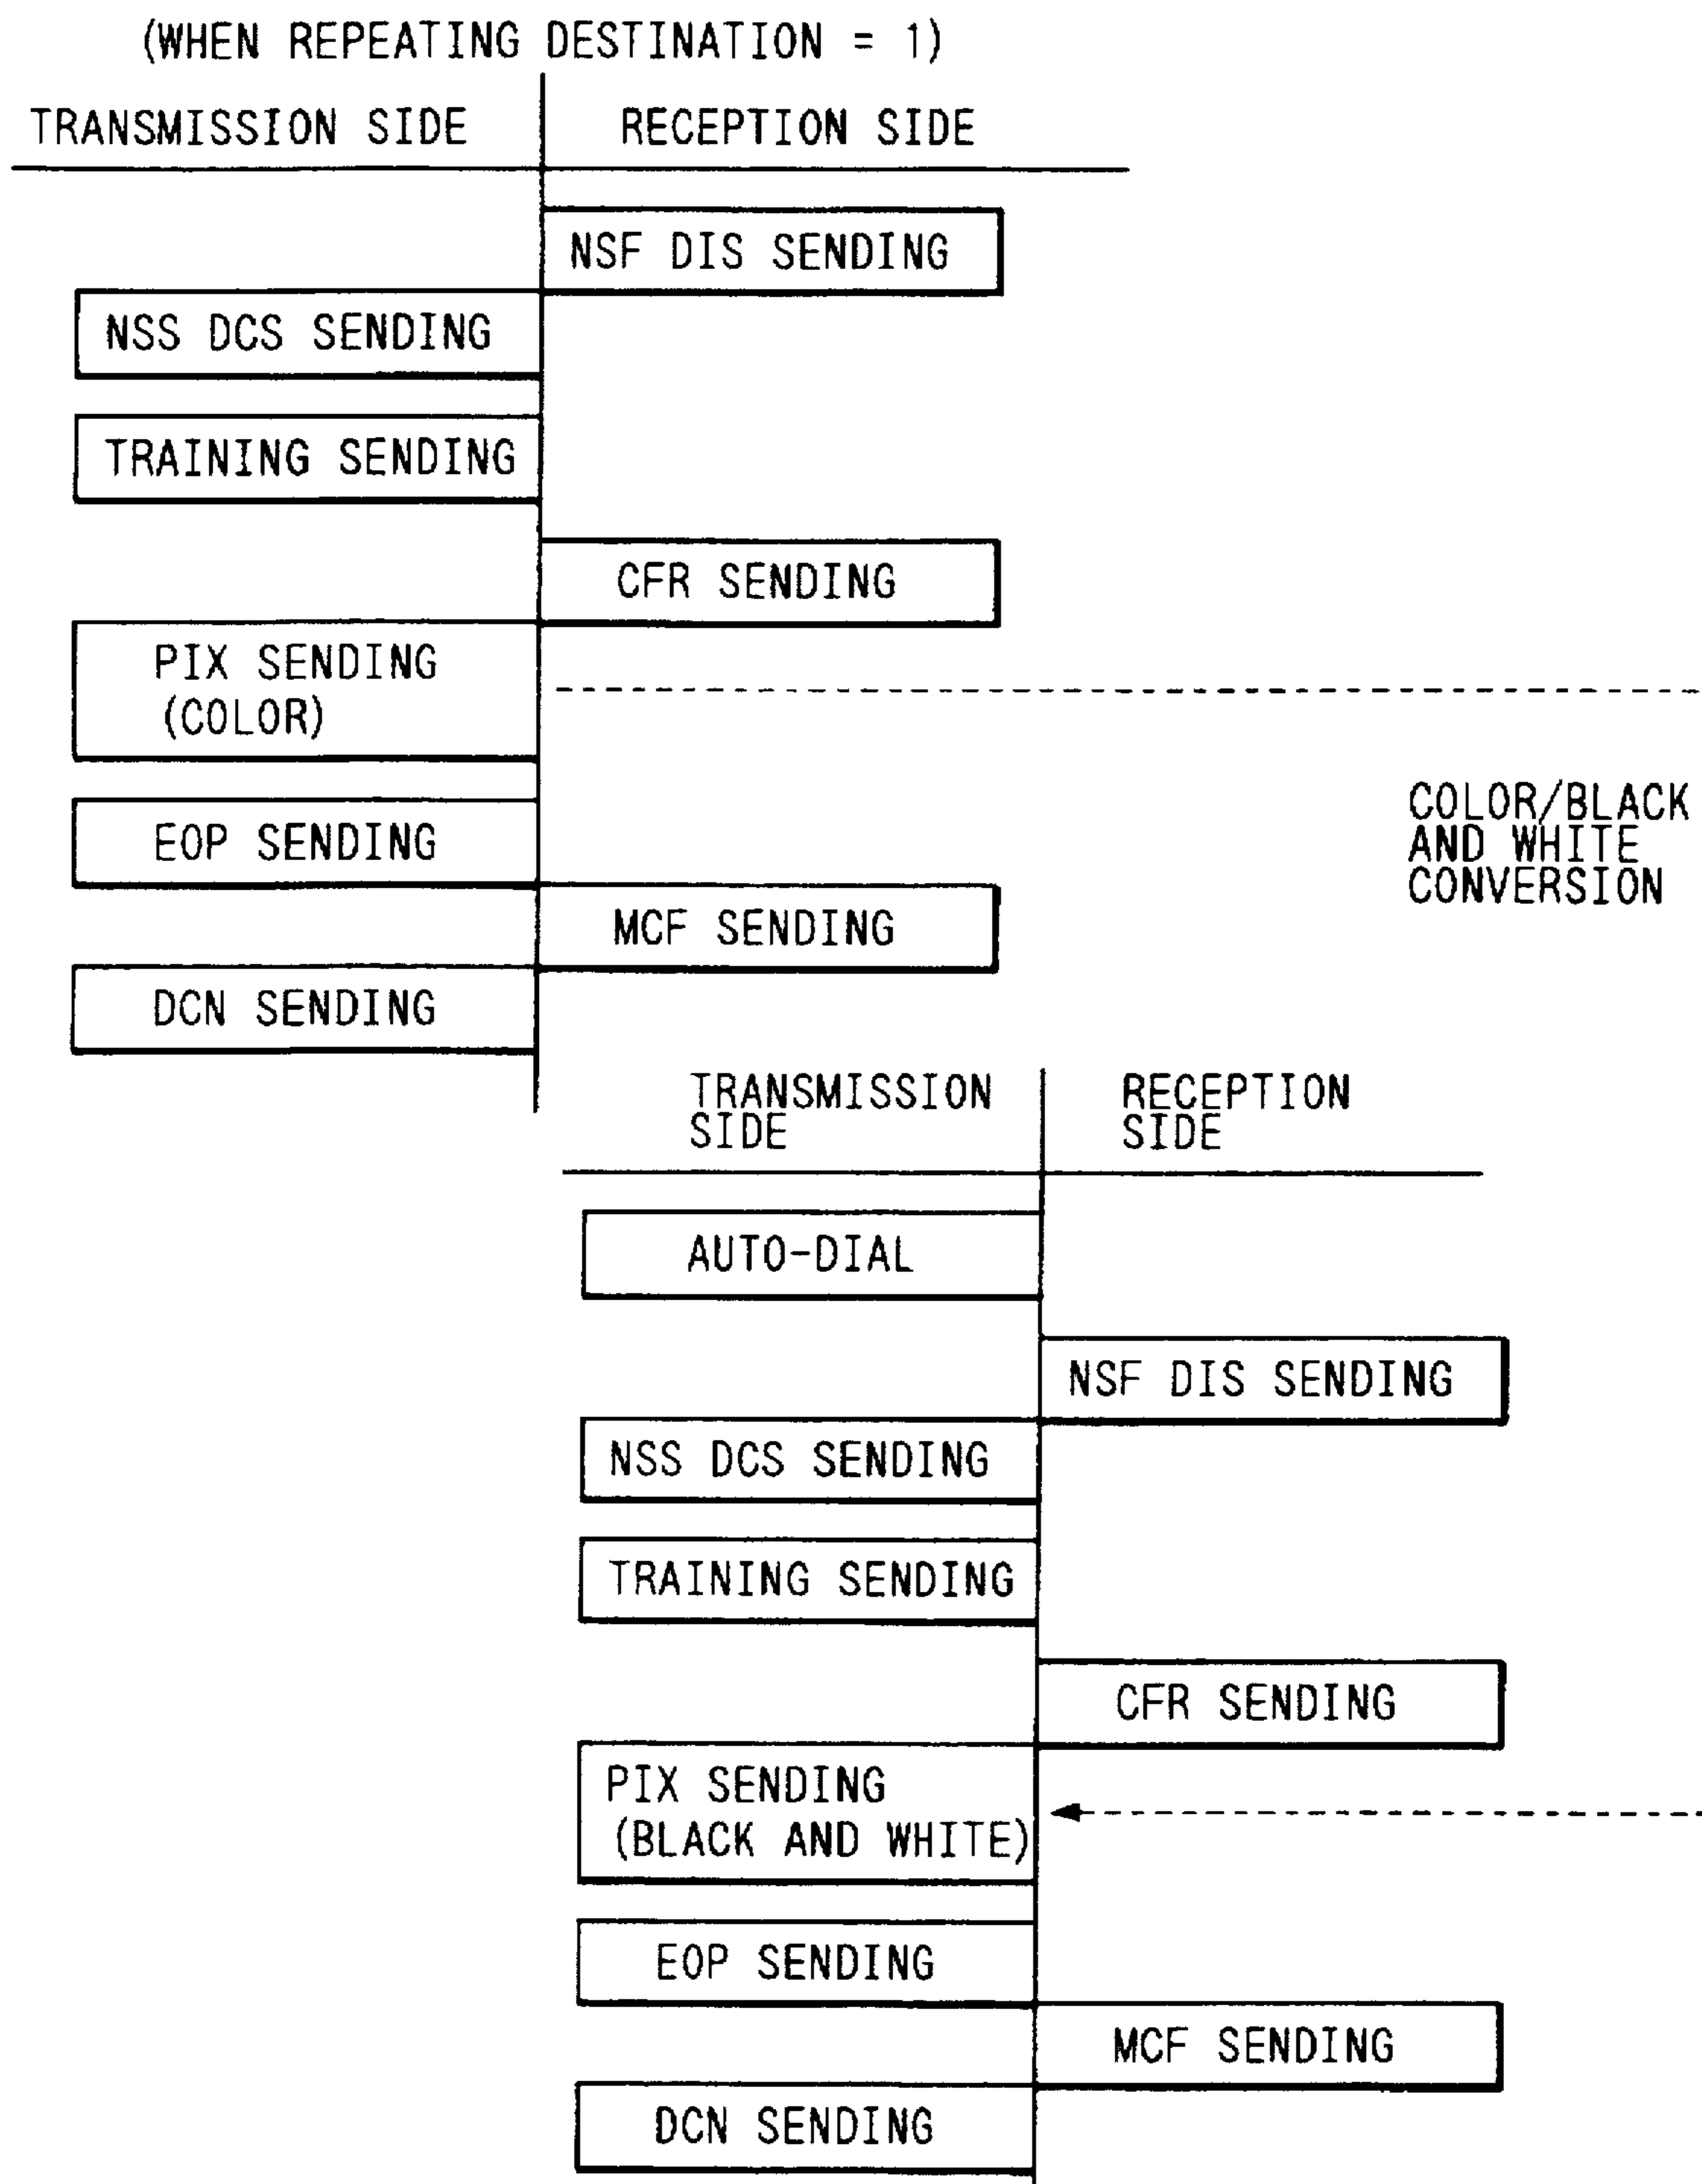 (WHEN REPEATING DESTINATION = 1)
TRANSMISSION SIDE
RECEPTION SIDE
NSF DIS SENDING
NSS DCS SENDING
TRAINING SENDING
CFR SENDING
PIX SENDING
(COLOR)
EOP SENDING
COLOR/BLACK
AND WHITE
CONVERSION
MCF SENDING
DCN SENDING
TRANSMISSION
SIDE
RECEPTION
SIDE
AUTO-DIAL
NSF DIS SENDING
NSS DCS SENDING
TRAINING SENDING
CFR SENDING
PIX SENDING
(BLACK AND WHITE)
EOP SENDING
MCF SENDING
DCN SENDING